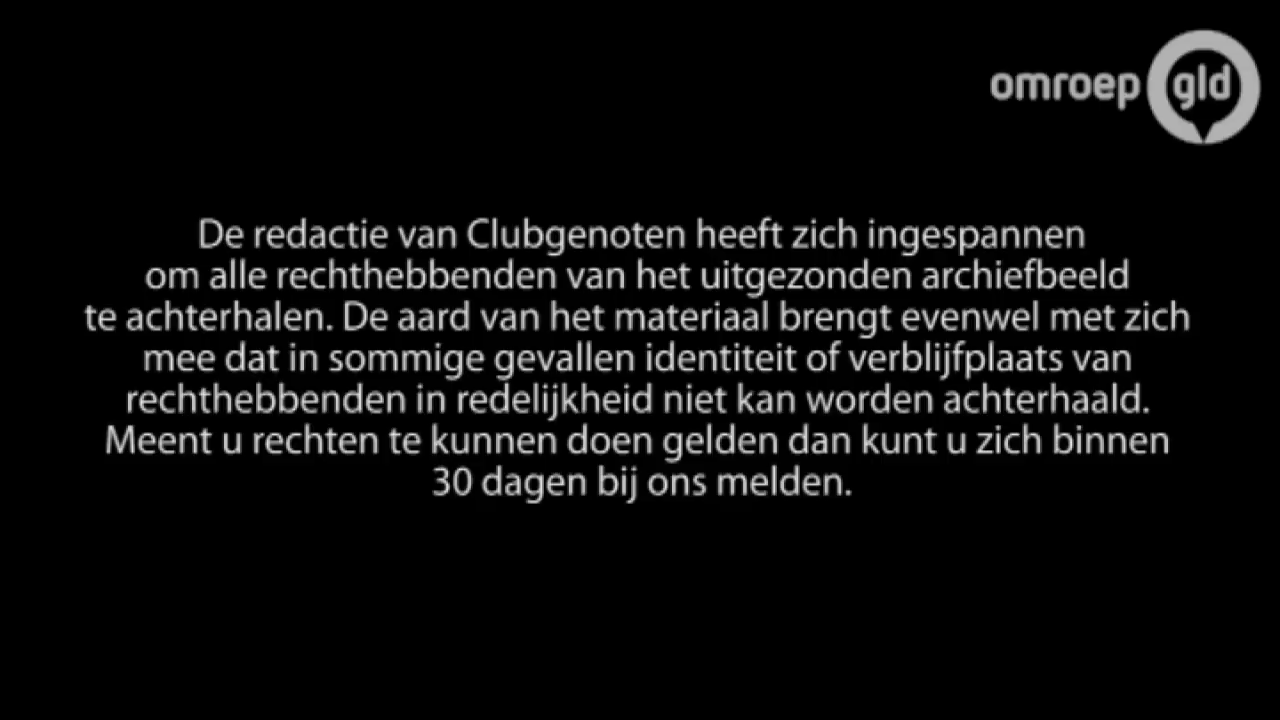 omroep gld
De redactie van Clubgenoten heeft zich ingespannen
om alle rechthebbenden van het uitgezonden archiefbeeld
te achterhalen. De aard van het materiaal brengt evenwel met zich
mee dat in sommige gevallen identiteit of verblijfplaats van
rechthebbenden in redelijkheid niet kan worden achterhaald.
Meent u rechten te kunnen doen gelden dan kunt u zich binnen
30 dagen bij ons melden.